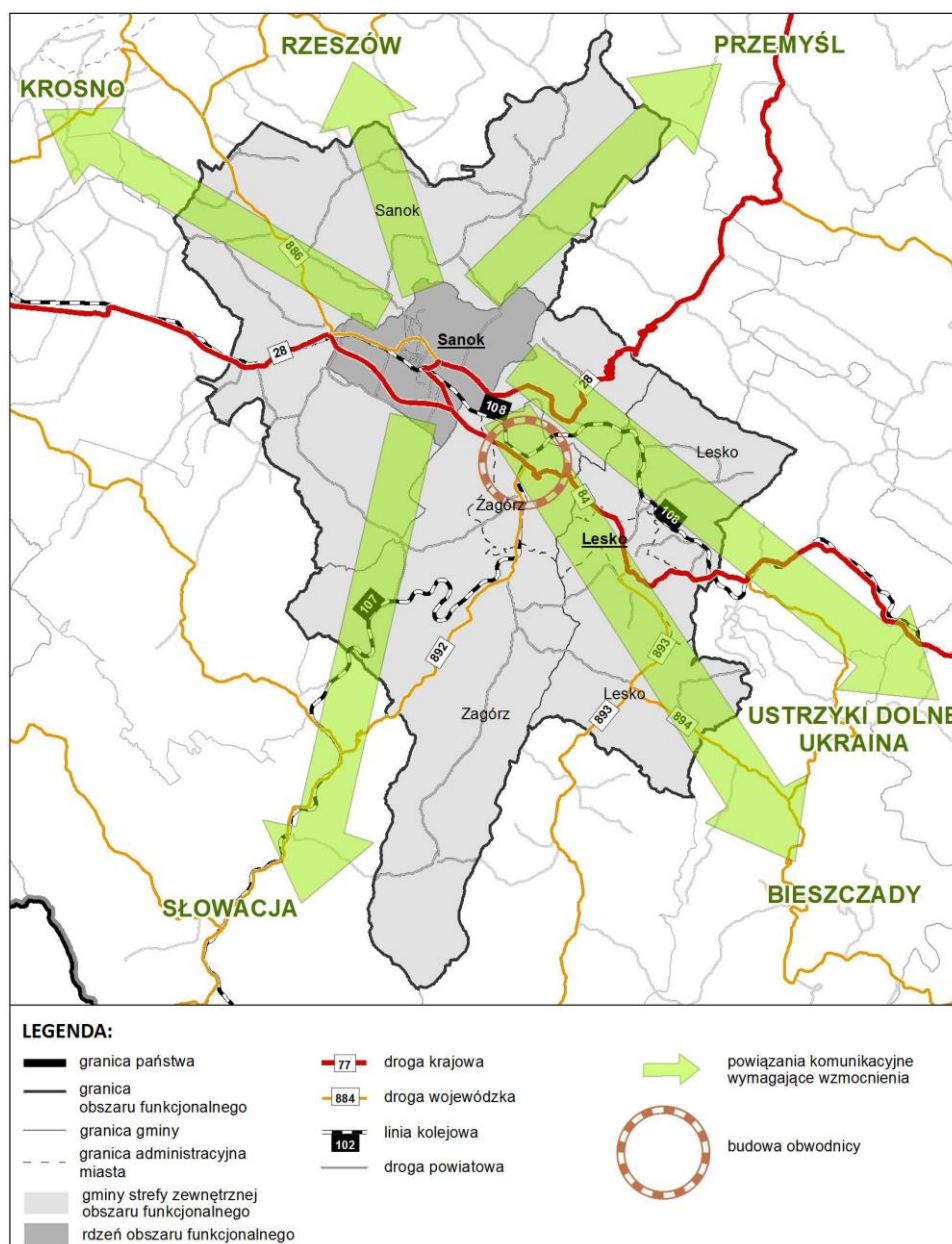 RZESZÓW
PRZEMYŚL
KROSNO
Sanok
886
Sanok
28
28
108
Lesko
84
Zagórz
108
Lesko
107
892
893
Lesko
893
Zagórz
894
USTRZYKI DOLNE
UKRAINA
BIESZCZADY
SŁOWACJA
LEGENDA:
granica państwa
granica
obszaru funkcjonalnego
granica gminy
granica administracyjna
miasta
gminy strefy zewnętrznej
obszaru funkcjonalnego
rdzeń obszaru funkcjonalnego
77 droga krajowa
884 droga wojewódzka
102 linia kolejowa
droga powiatowa
powiązania komunikacyjne
wymagające wzmocnienia
budowa obwodnicy